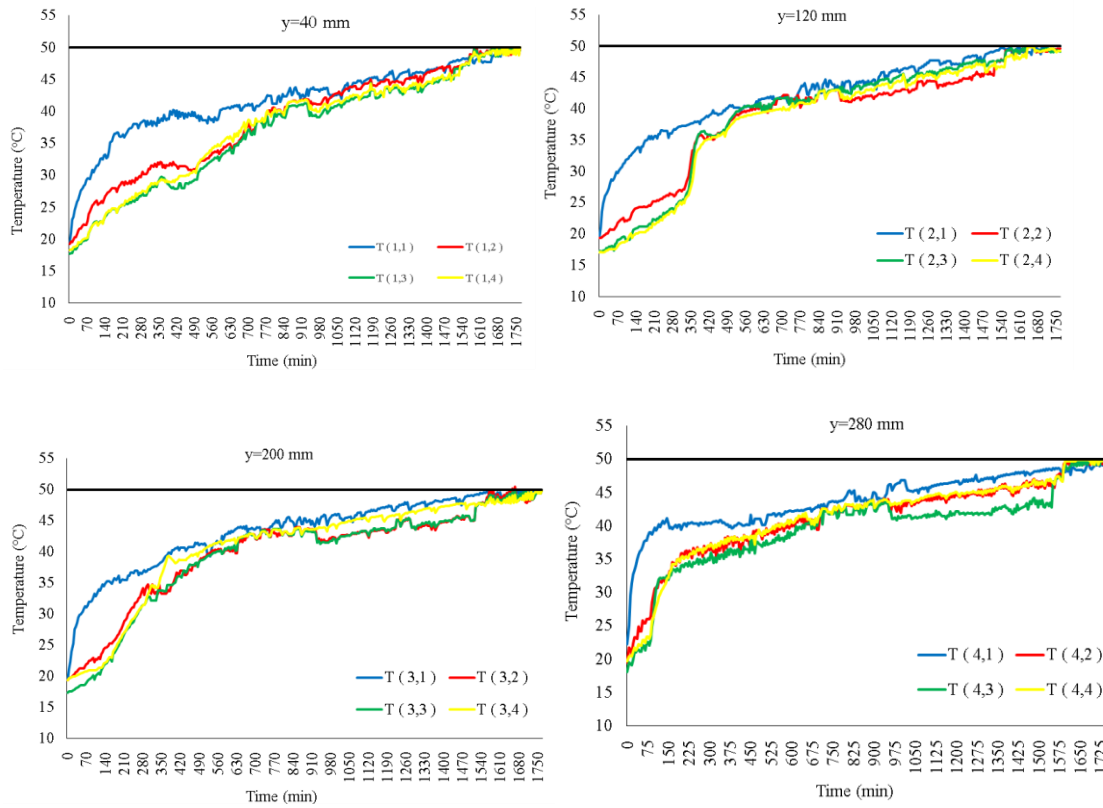 y=40 mm
55
50
45
40
35
30
25
20
15
10
Temperature (°C)
T ( 1,1 ) T ( 1,2 )
T ( 1,3 ) T ( 1,4 )
0 70 140 210 280 350 420 490 560 630 700 770 840 910 980 1050 1120 1190 1260 1330 1400 1470 1540 1610 1680 1750
Time (min)
y=120 mm
55
50
45
40
35
30
25
20
15
10
Temperature (°C)
T ( 2,1 ) T ( 2,2 )
T ( 2,3 ) T ( 2,4 )
0 70 140 210 280 350 420 490 560 630 700 770 840 910 980 1050 1120 1190 1260 1330 1400 1470 1540 1610 1680 1750
Time (min)
y=200 mm
55
50
45
40
35
30
25
20
15
10
Temperature (°C)
T ( 3,1 ) T ( 3,2 )
T ( 3,3 ) T ( 3,4 )
0 70 140 210 280 350 420 490 560 630 700 770 840 910 980 1050 1120 1190 1260 1330 1400 1470 1540 1610 1680 1750
Time (min)
y=280 mm
55
50
45
40
35
30
25
20
15
10
Temperature (°C)
T ( 4,1 ) T ( 4,2 )
T ( 4,3 ) T ( 4,4 )
0 75 150 225 300 375 450 525 600 675 750 825 900 975 1050 1125 1200 1275 1350 1425 1500 1575 1650 1725
Time (min)